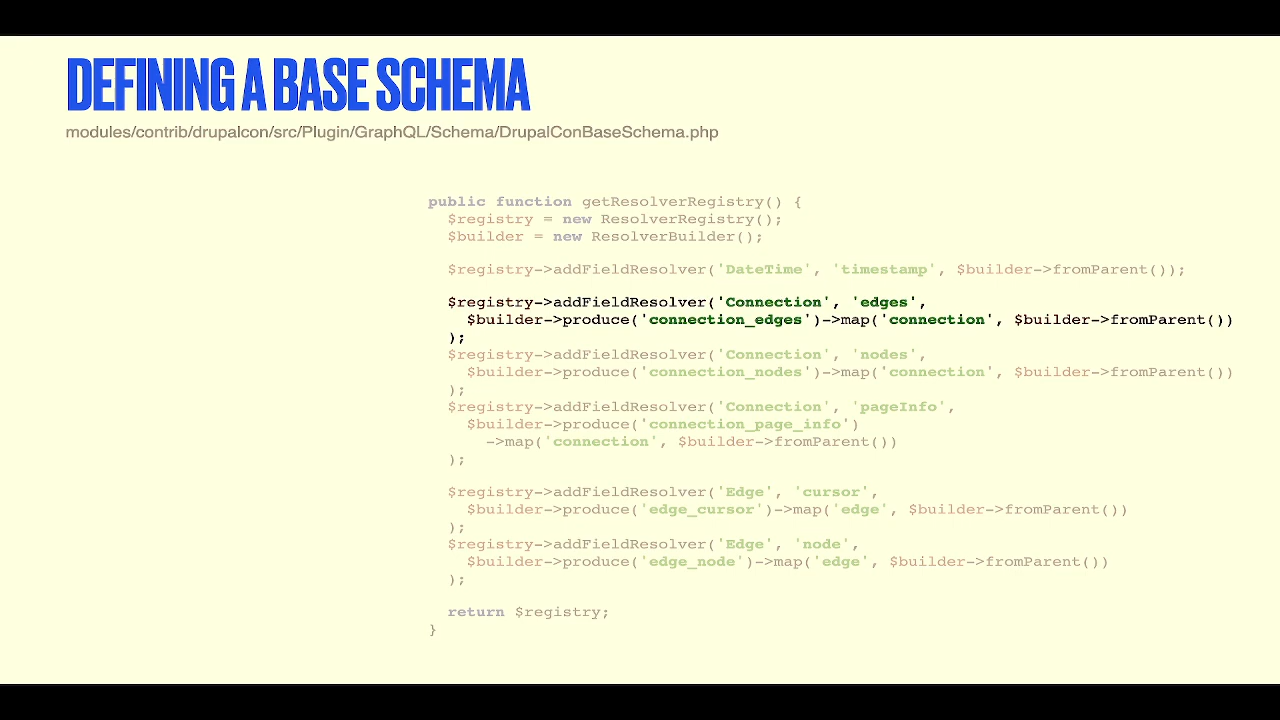 DEFINING A BASE SCHEMA
modules/contrib/drupalcon/src/Plugin/GraphQL/Schema/DrupalConBaseSchema.php
public function getResolverRegistry() {
  $registry = new ResolverRegistry();
  $builder = new ResolverBuilder();
  $registry->addFieldResolver('DateTime', 'timestamp', $builder->fromParent());
  $registry->addFieldResolver('Connection', 'edges',
    $builder->produce('connection_edges')->map('connection', $builder->fromParent())
  );
  $registry->addFieldResolver('Connection', 'nodes',
    $builder->produce('connection_nodes')->map('connection', $builder->fromParent())
  );
  $registry->addFieldResolver('Connection', 'pageInfo',
    $builder->produce('connection_page_info')
      ->map('connection', $builder->fromParent())
  );
  $registry->addFieldResolver('Edge', 'cursor',
    $builder->produce('edge_cursor')->map('edge', $builder->fromParent())
  );
  $registry->addFieldResolver('Edge', 'node',
    $builder->produce('edge_node')->map('edge', $builder->fromParent())
  );
  return $registry;
}